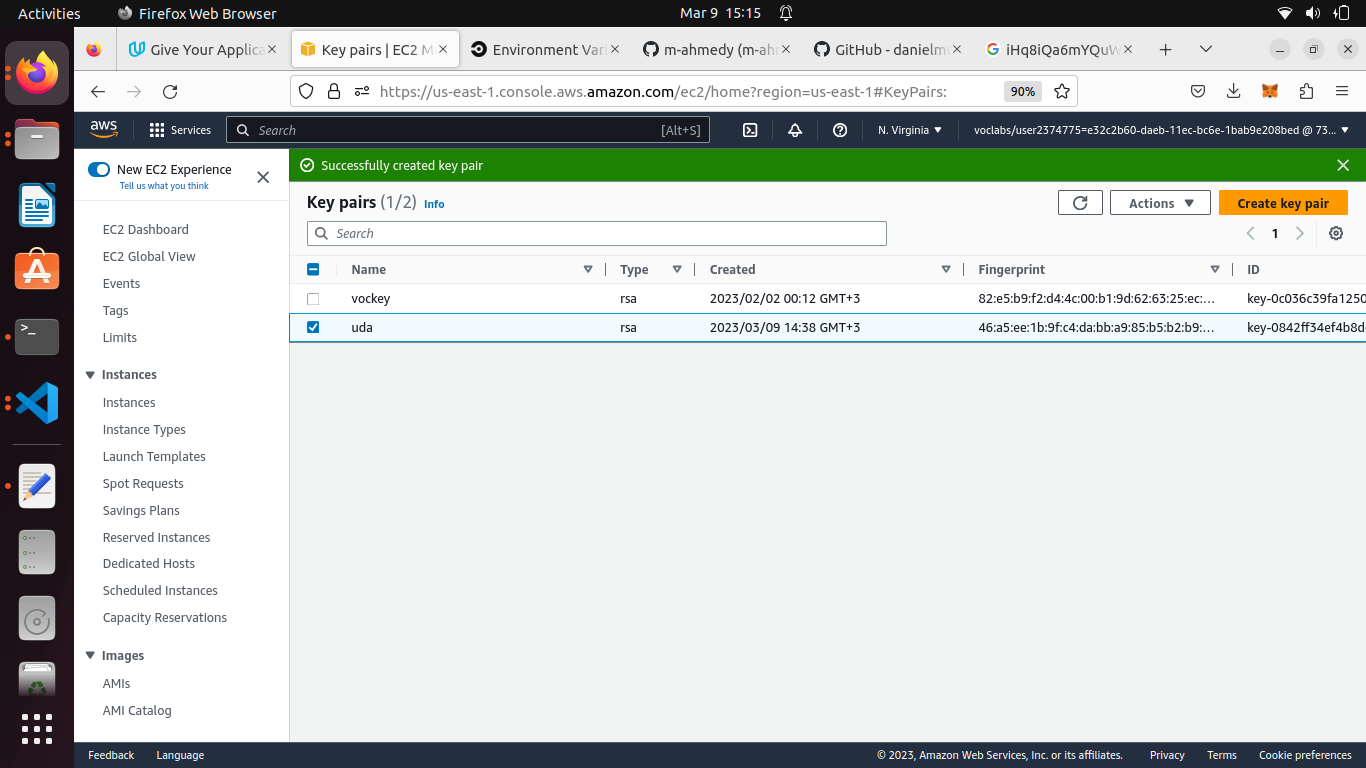 Activities
Firefox Web Browser
Mar 9 15:15
Give Your Applica
Key pairs | EC2 M
Environment Vari
m-ahmedy (m-ahm
GitHub - danielmi
iHq8iQa6mYQuW
https://us-east-1.console.aws.amazon.com/ec2/home?region=us-east-1#KeyPairs:
90%
aws
Services
Search
[Alt+S]
N. Virginia
voclabs/user2374775=e32c2b60-daeb-11ec-bc6e-1bab9e208bed @ 73...
New EC2 Experience
Tell us what you think
EC2 Dashboard
EC2 Global View
Events
Tags
Limits
Instances
Instances
Instance Types
Launch Templates
Spot Requests
Savings Plans
Reserved Instances
Dedicated Hosts
Scheduled Instances
Capacity Reservations
Images
AMIs
AMI Catalog
Successfully created key pair
Key pairs (1/2) Info
Actions
Create key pair
Search
1
Name Type Created Fingerprint ID
vockey rsa 2023/02/02 00:12 GMT+3 82:e5:b9:f2:d4:4c:00:b1:9d:62:63:25:ec:... key-0c036c39fa1250
uda rsa 2023/03/09 14:38 GMT+3 46:a5:ee:1b:9f:c4:da:bb:a9:85:b5:b2:b9:... key-0842ff34ef4b8d
Feedback
Language
© 2023, Amazon Web Services, Inc. or its affiliates.
Privacy
Terms
Cookie preferences